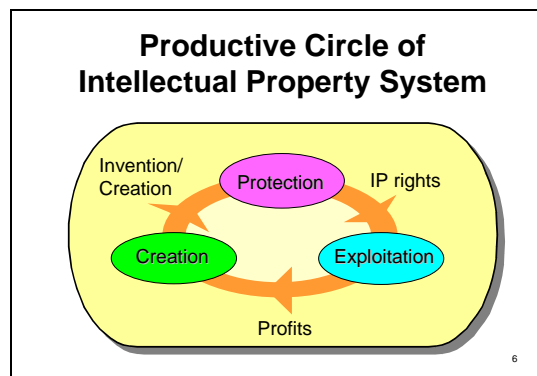 Productive Circle of
Intellectual Property System
Invention/
Creation
Protection
IP rights
Creation
Exploitation
Profits
6